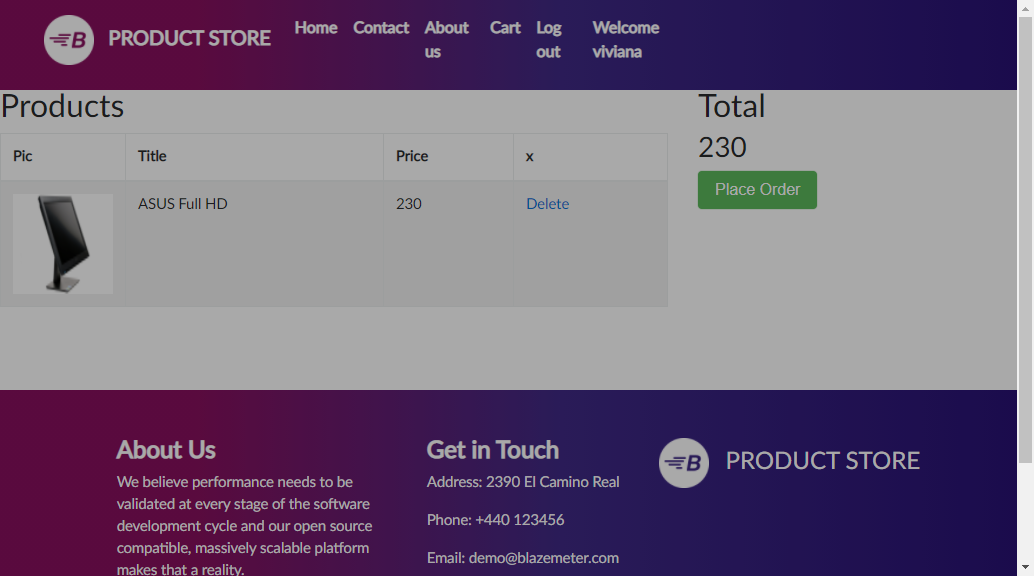 B PRODUCT STORE
Home Contact About us Cart Log out Welcome viviana
Products
Pic Title Price x
ASUS Full HD 230 Delete
Total
230
Place Order
About Us
We believe performance needs to be
validated at every stage of the software
development cycle and our open source
compatible, massively scalable platform
makes that a reality.
Get in Touch
Address: 2390 El Camino Real
Phone: +440 123456
Email: demo@blazemeter.com
B PRODUCT STORE